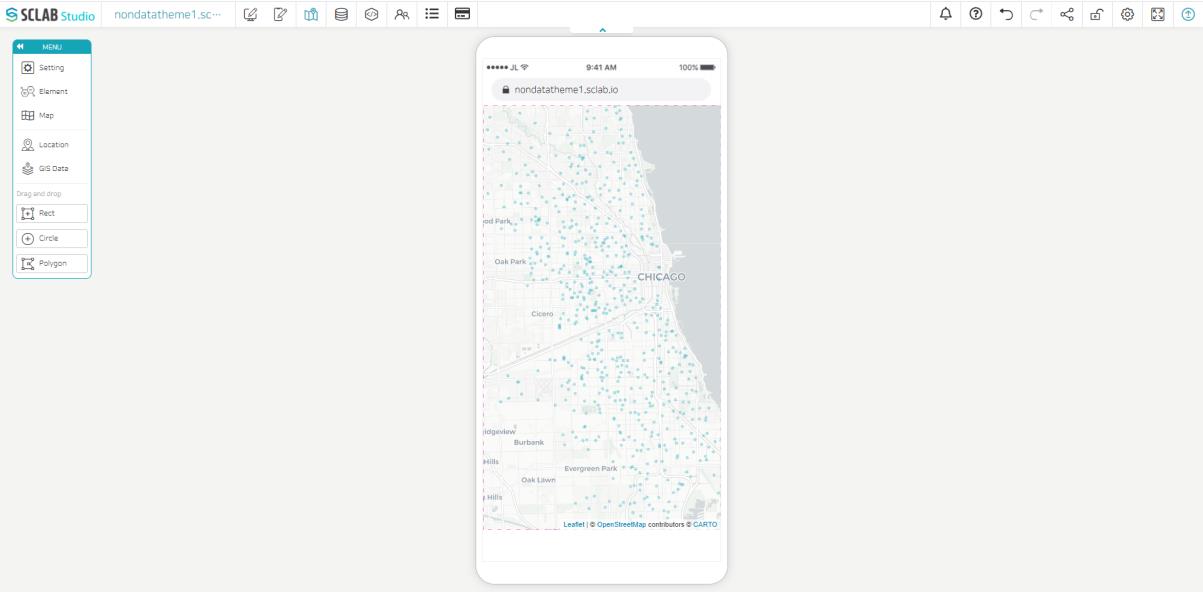 SCLAB Studio
nondatatheme1.sc···
MENU
Setting
Element
Map
Location
GIS Data
Drag and drop
Rect
Circle
Polygon
JL
9:41 AM
100%
nondatatheme1.sclab.io
od Park
Oak Park
CHICAGO
Cicero
idgeview
Burbank
Hills
Evergreen Park
Oak Lawn
Hills
Leaflet | © OpenStreetMap contributors © CARTO